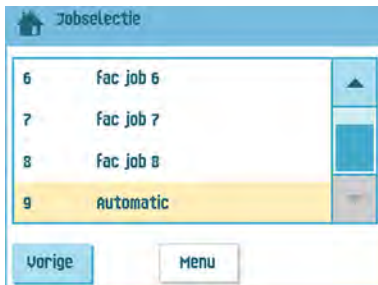 Jobselectie
6 fac job 6
7 fac job 7
8 fac job 8
9 Automatic
Vorige Menu